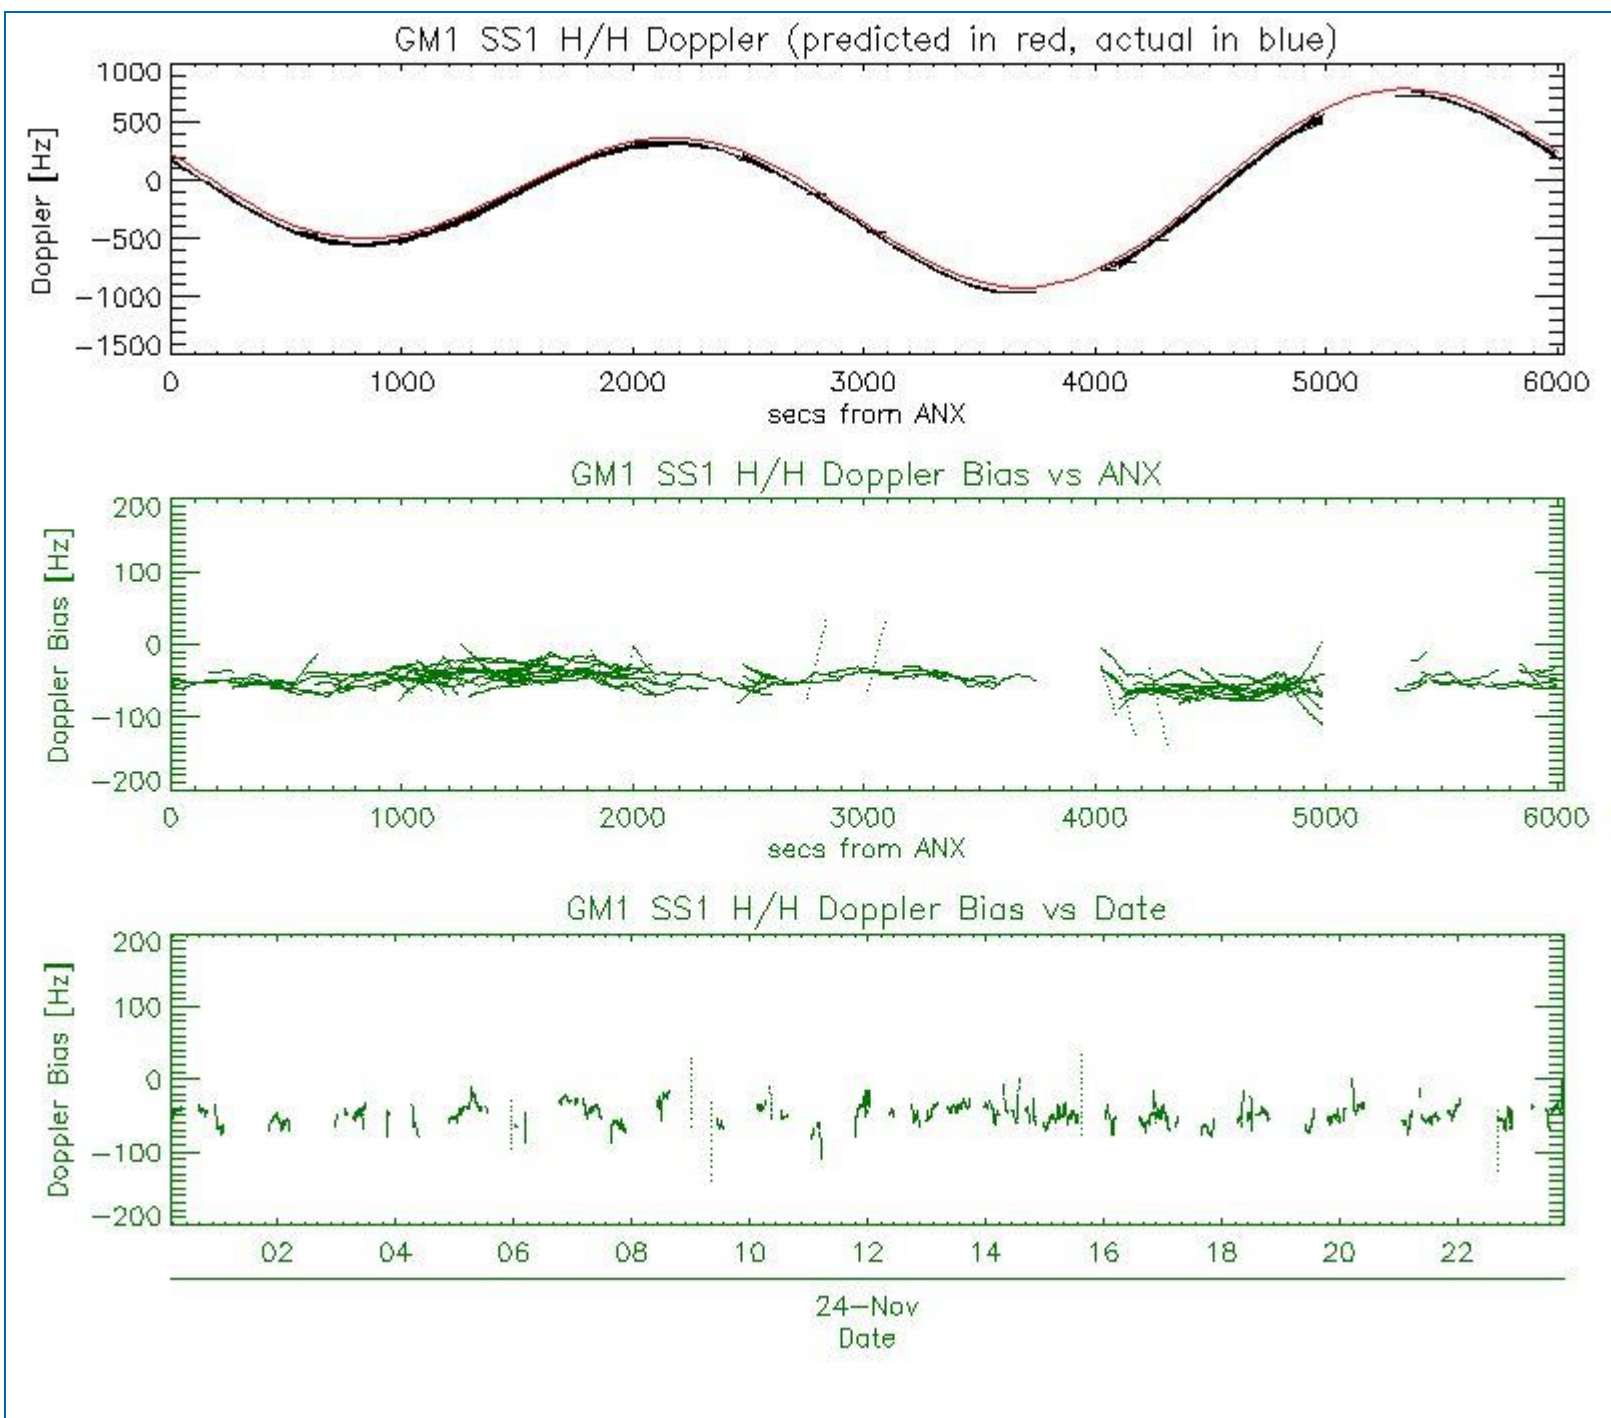 GM1 SS1 H/H Doppler (predicted in red, actual in blue)
Doppler [Hz]
1000
500
0
−500
−1000
−1500
0 1000 2000 3000 4000 5000 6000
secs from ANX
GM1 SS1 H/H Doppler Bias vs ANX
Doppler Bias [Hz]
200
100
0
−100
−200
0 1000 2000 3000 4000 5000 6000
secs from ANX
GM1 SS1 H/H Doppler Bias vs Date
Doppler Bias [Hz]
200
100
0
−100
−200
02 04 06 08 10 12 14 16 18 20 22
24−Nov
Date